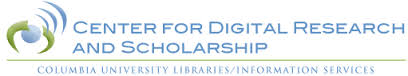 CENTER FOR DIGITAL RESEARCH
AND SCHOLARSHIP
COLUMBIA UNIVERSITY LIBRARIES/INFORMATION SERVICES